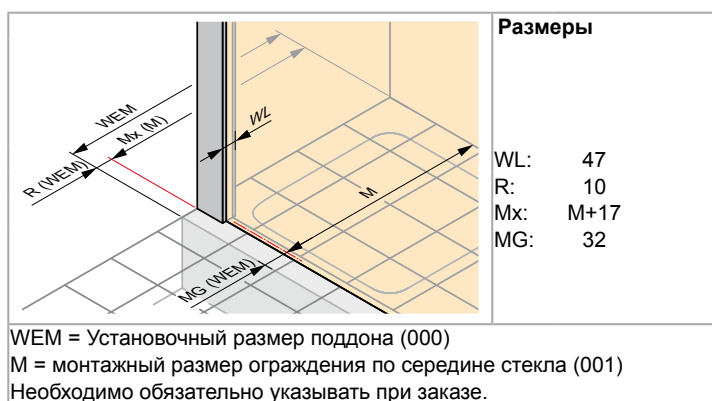 Размеры
WEM
Mx (M)
R (WEM)
WL
M
MG (WEM)
WL: 47
R: 10
Mx: M+17
MG: 32
WEM = Установочный размер поддона (000)
M = монтажный размер ограждения по середине стекла (001)
Необходимо обязательно указывать при заказе.